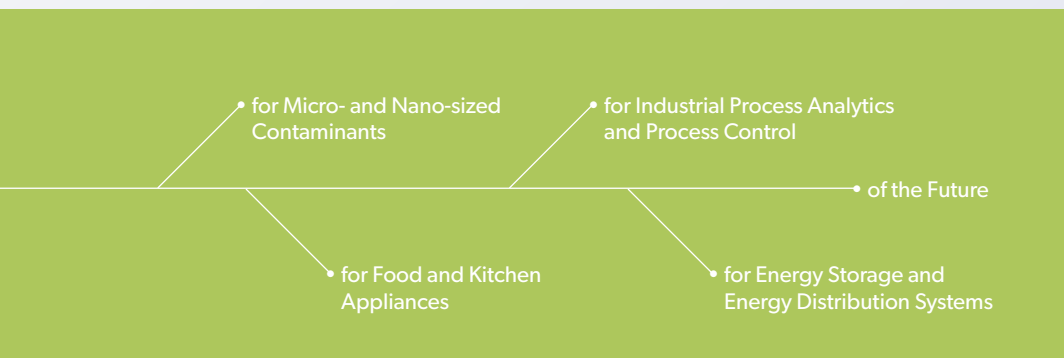 for Micro- and Nano-sized
Contaminants
for Industrial Process Analytics
and Process Control
of the Future
for Food and Kitchen
Appliances
for Energy Storage and
Energy Distribution Systems